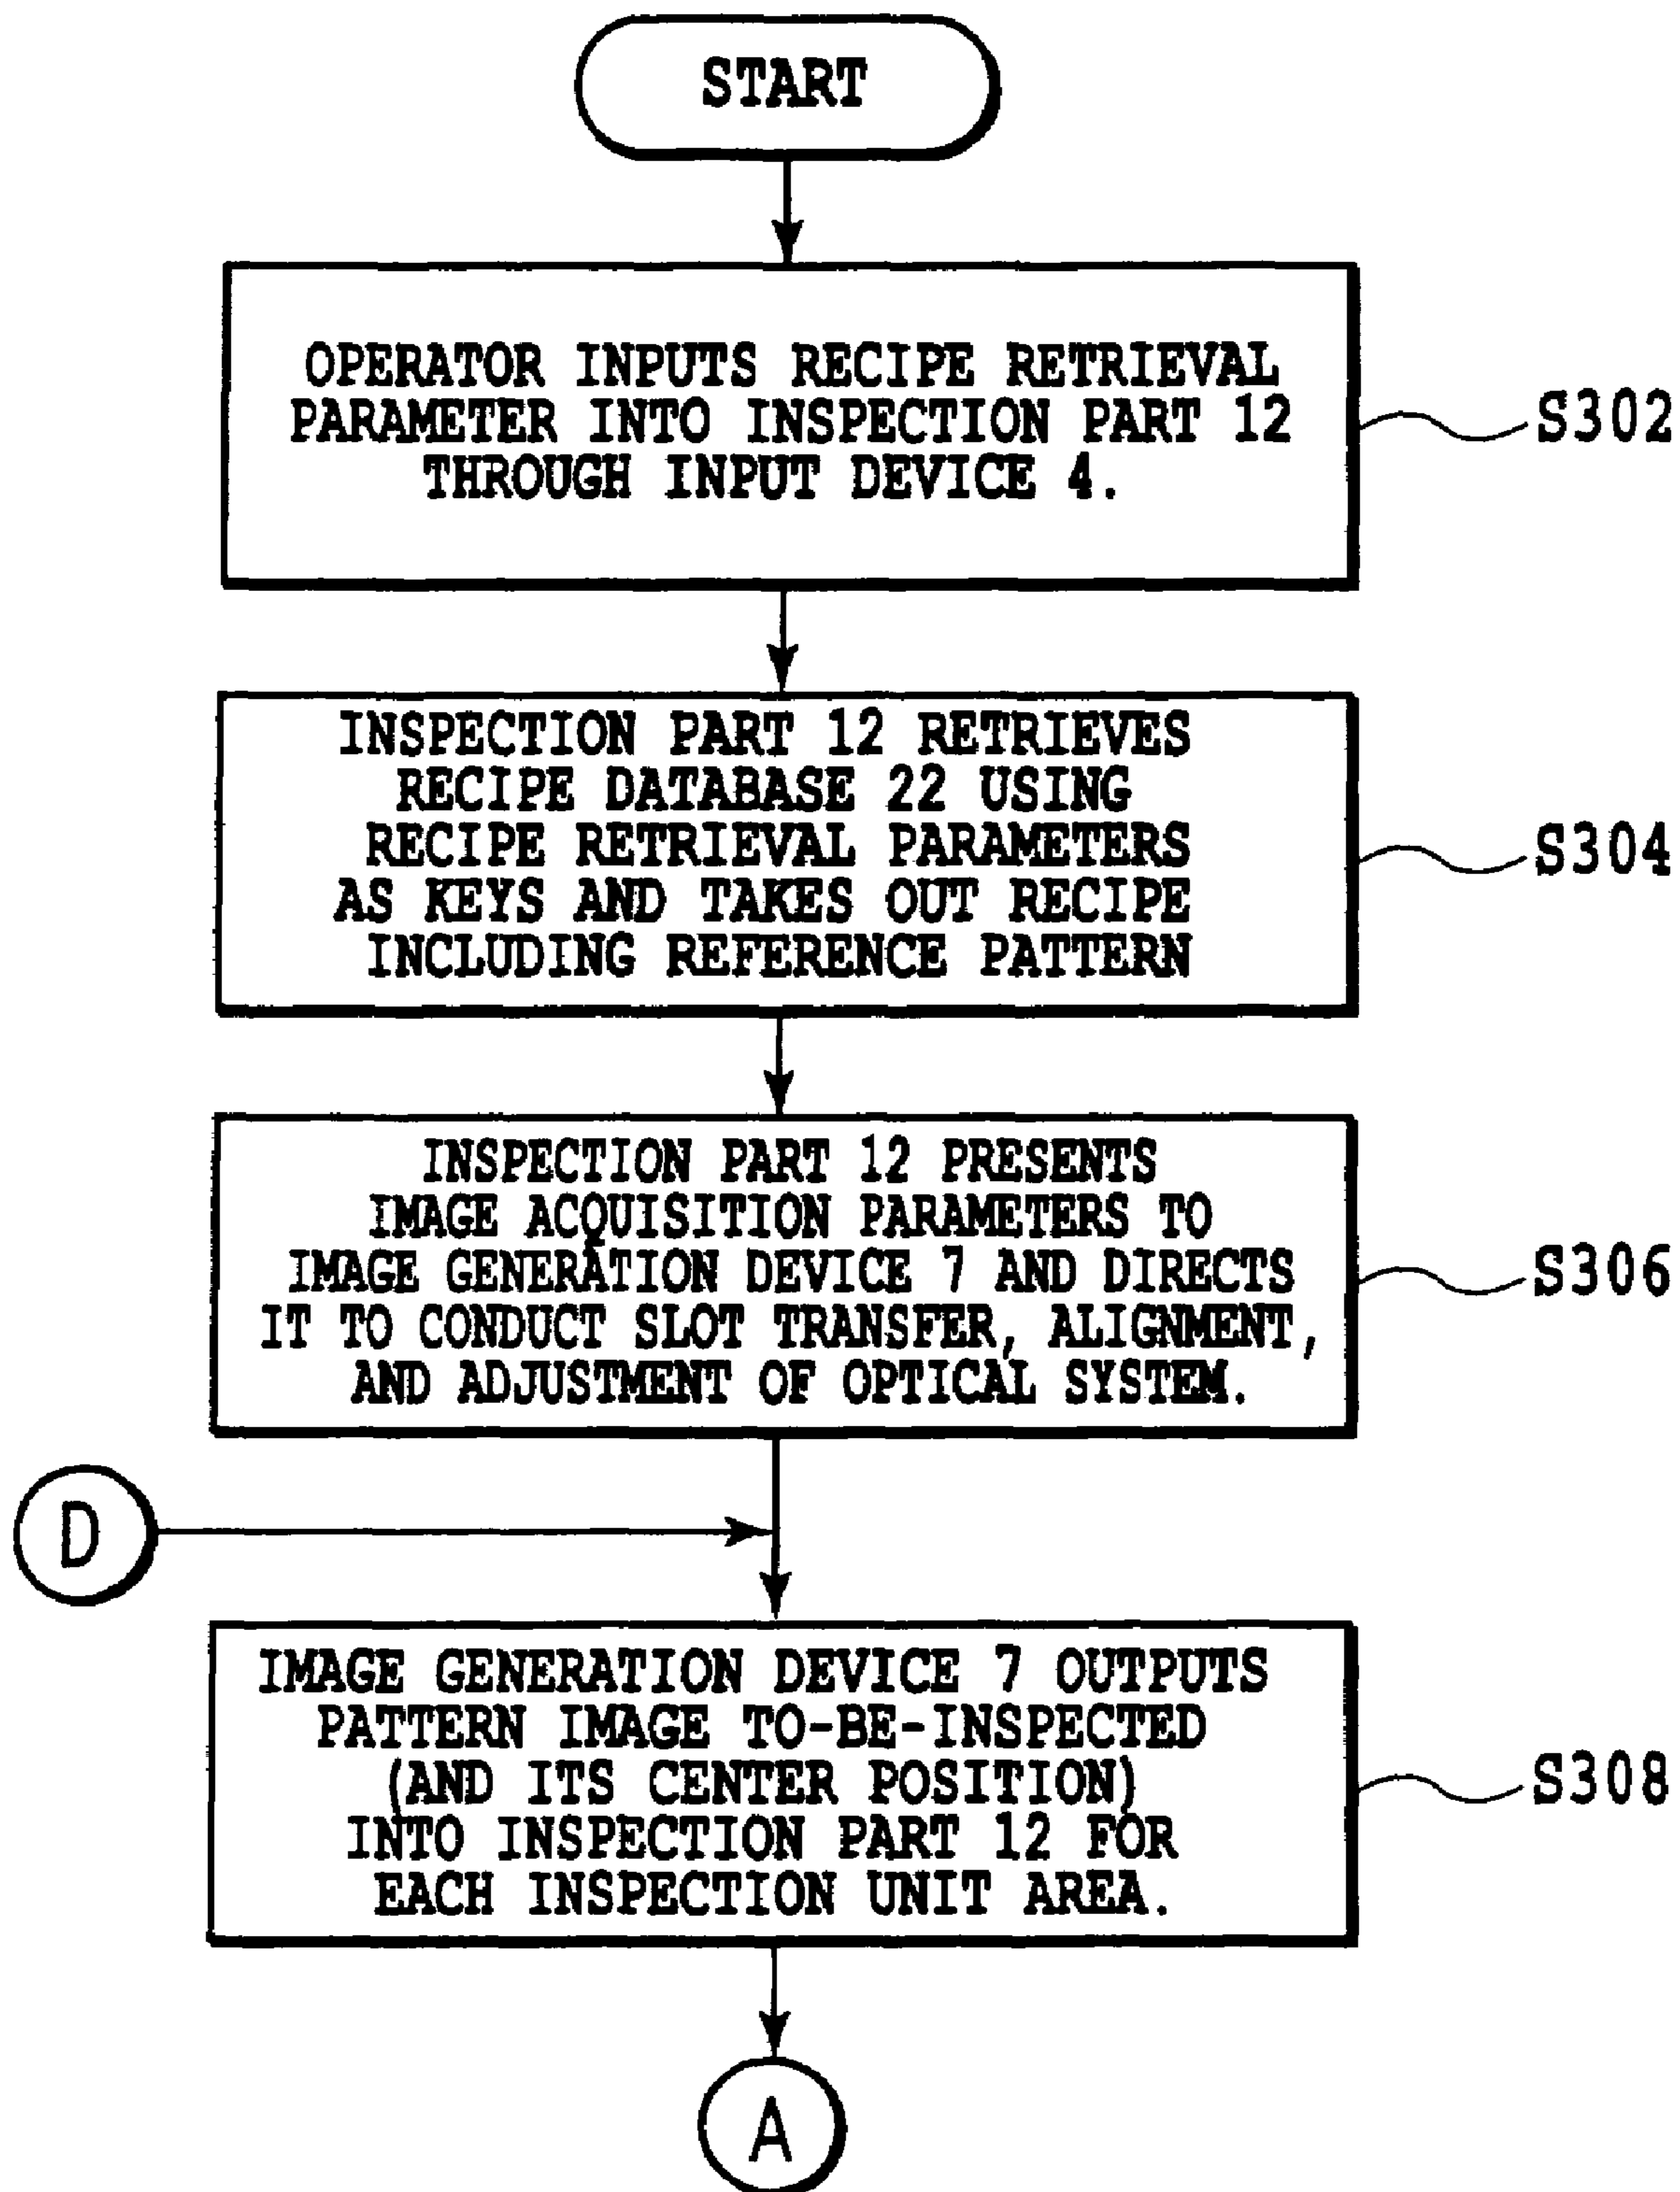 START
OPERATOR INPUTS RECIPE RETRIEVAL
PARAMETER INTO INSPECTION PART 12
THROUGH INPUT DEVICE 4.
S302
INSPECTION PART 12 RETRIEVES
RECIPE DATABASE 22 USING
RECIPE RETRIEVAL PARAMETERS
AS KEYS AND TAKES OUT RECIPE
INCLUDING REFERENCE PATTERN
S304
INSPECTION PART 12 PRESENTS
IMAGE ACQUISITION PARAMETERS TO
IMAGE GENERATION DEVICE 7 AND DIRECTS
IT TO CONDUCT SLOT TRANSFER, ALIGNMENT,
AND ADJUSTMENT OF OPTICAL SYSTEM.
S306
D
IMAGE GENERATION DEVICE 7 OUTPUTS
PATTERN IMAGE TO-BE-INSPECTED
(AND ITS CENTER POSITION)
INTO INSPECTION PART 12 FOR
EACH INSPECTION UNIT AREA.
S308
A